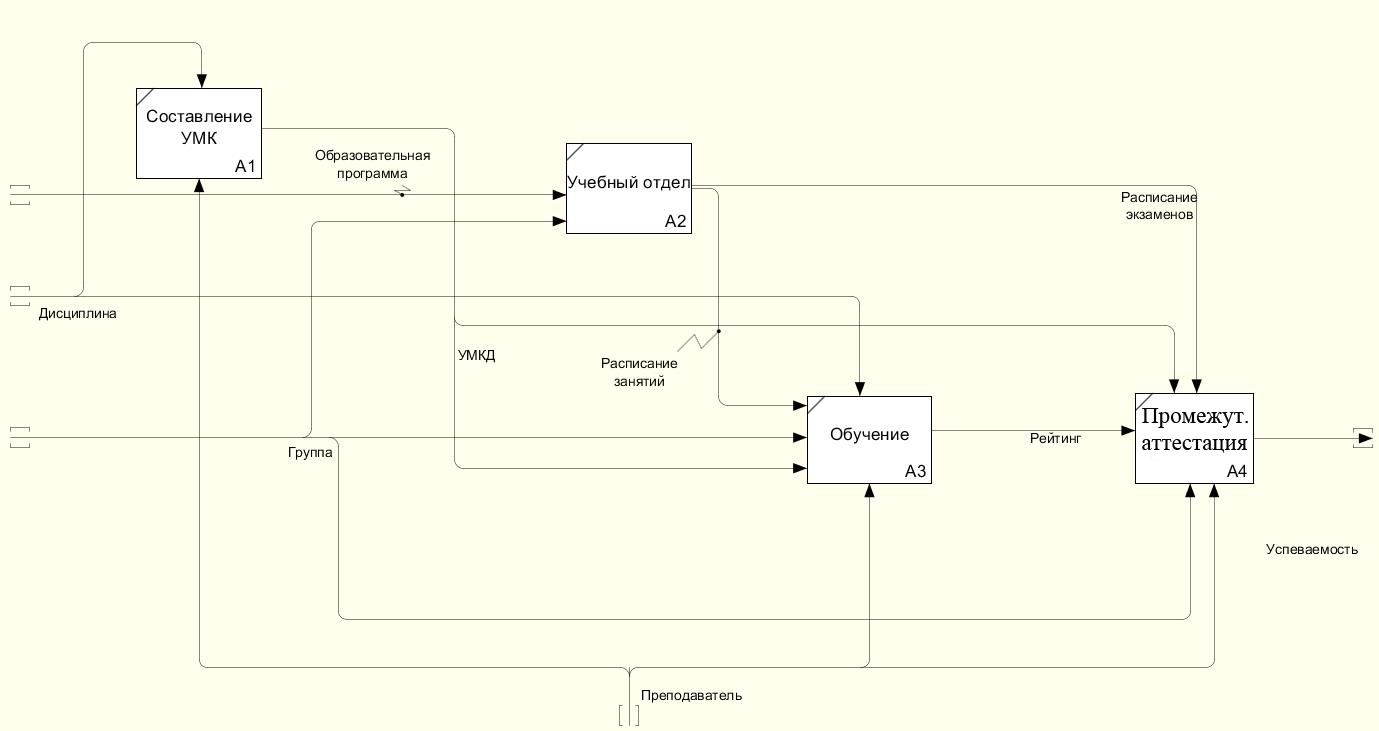 Составление
УМК
A1
Образовательная
программа
Учебный отдел
A2
Расписание
экзаменов
Дисциплина
УМКД
Расписание
занятий
Обучение
A3
Рейтинг
Промежут.
аттестация
A4
Группа
Успеваемость
Преподаватель